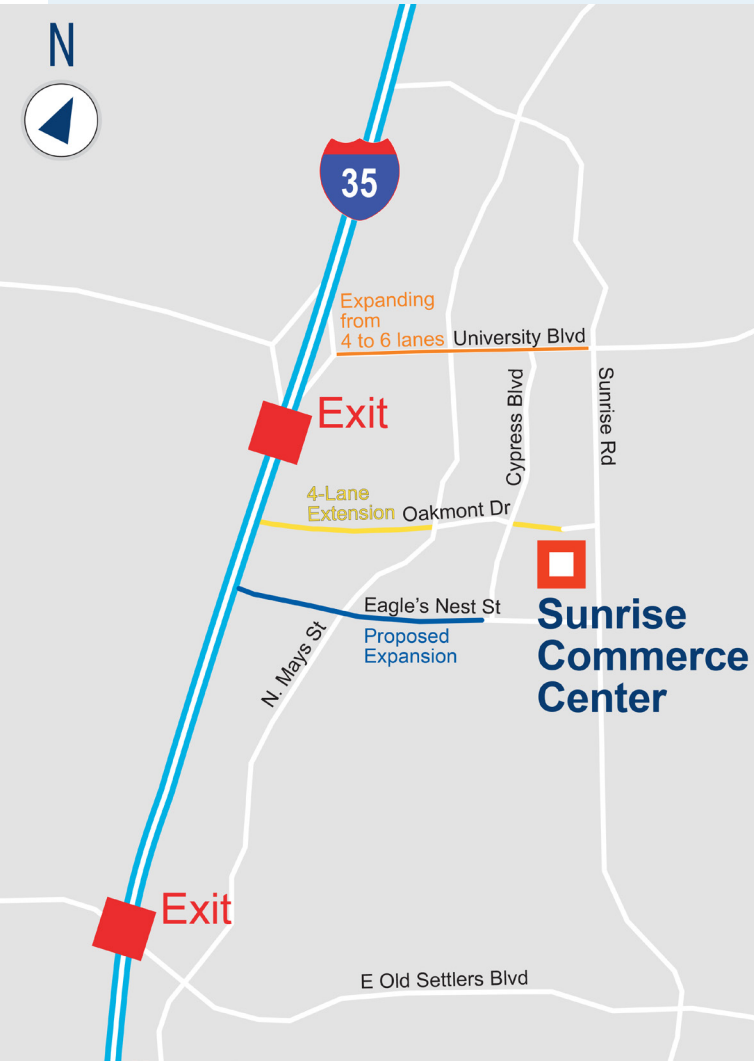 N
35
Expanding
from
4 to 6 lanes
University Blvd
Exit
Cypress Blvd
Sunrise Rd
4-Lane
Extension
Oakmont Dr
Eagle's Nest St
Proposed
Expansion
N. Mays St
Sunrise
Commerce
Center
Exit
E Old Settlers Blvd